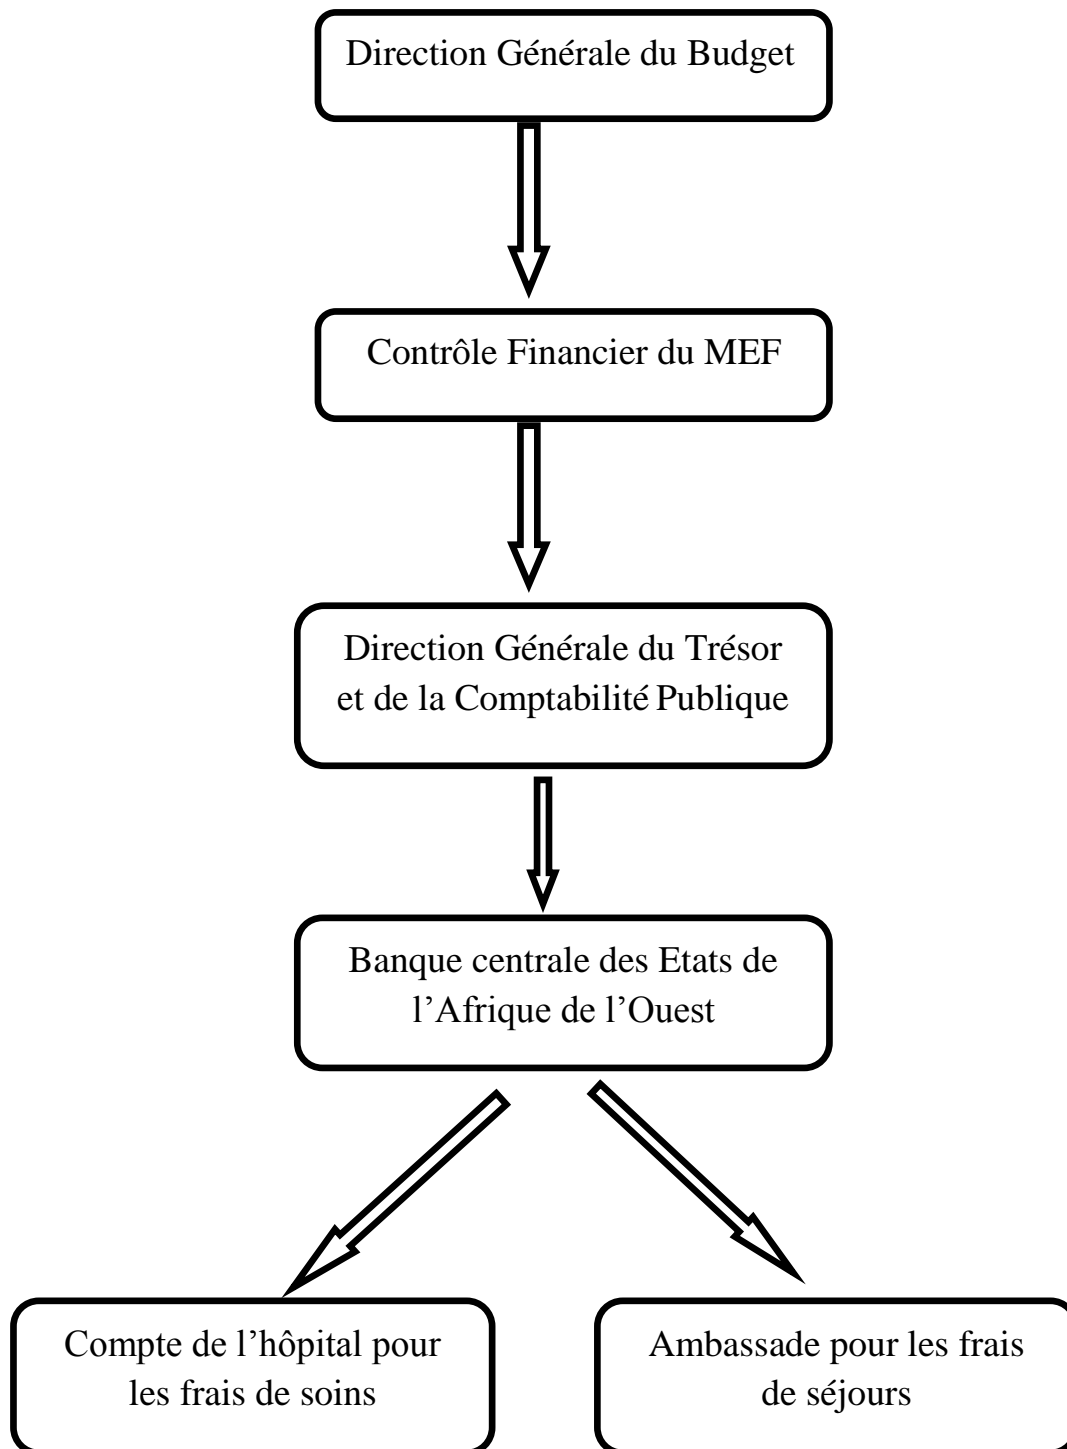 Direction Générale du Budget
Contrôle Financier du MEF
Direction Générale du Trésor
et de la Comptabilité Publique
Banque centrale des Etats de
l’Afrique de l’Ouest
Compte de l’hôpital pour
les frais de soins
Ambassade pour les frais
de séjours